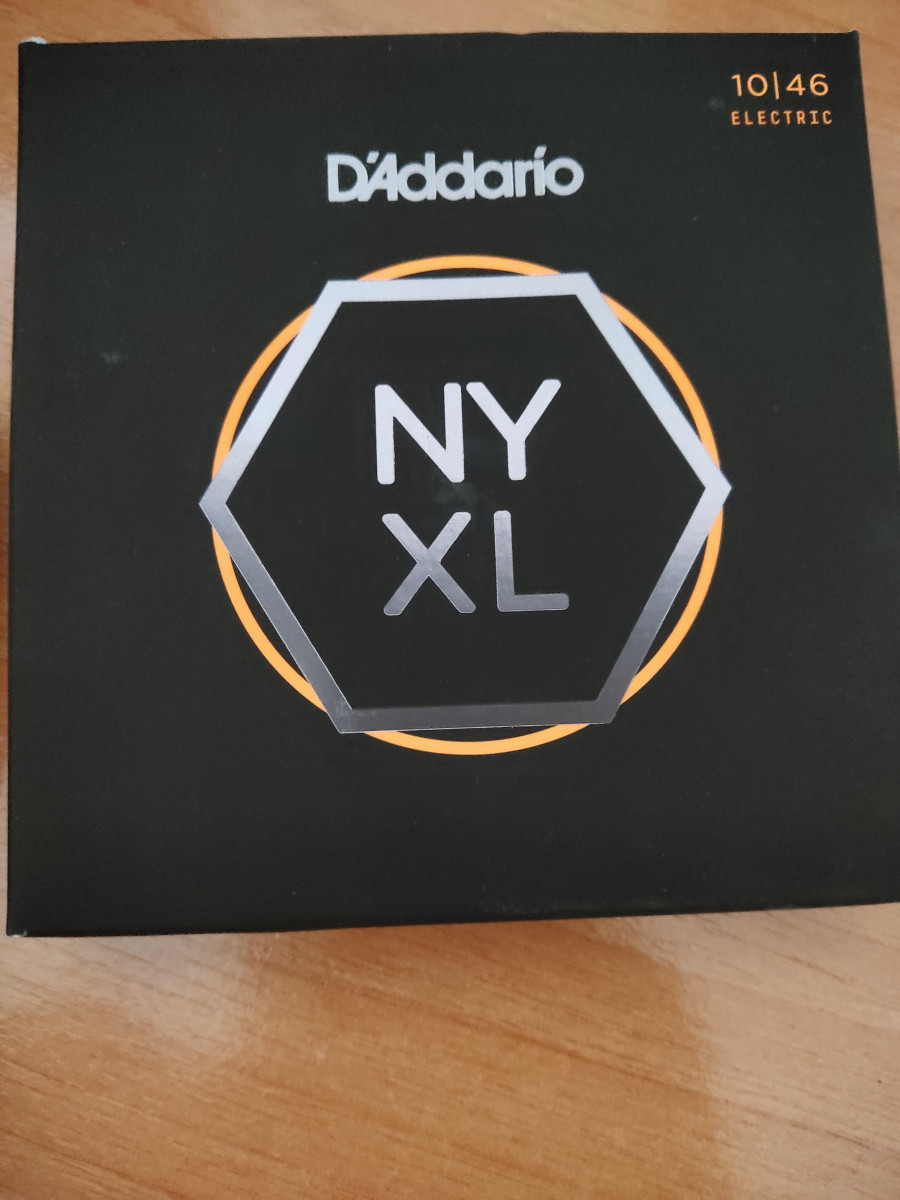 10|46
ELECTRIC
D'Addario
NY
XL